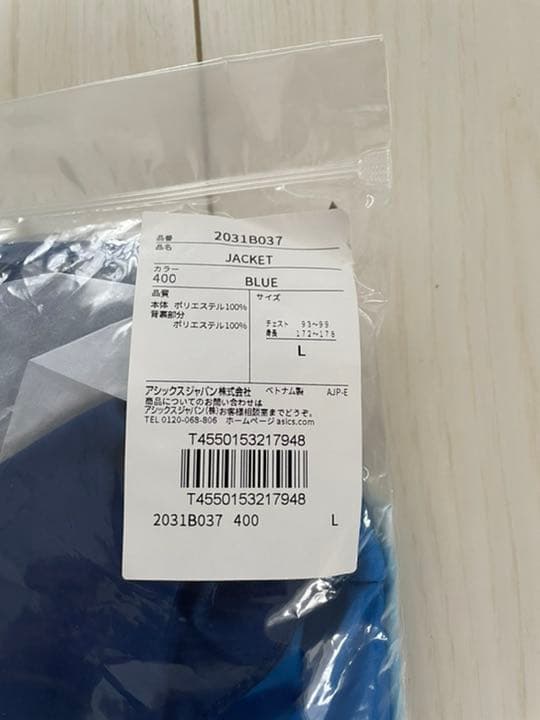 品番 2031B037
品名 JACKET
カラー
400 BLUE
品質
本体 ポリエステル100%
背裏部分
ポリエステル100%
サイズ
チェスト 93～99
身長 172～178
L
アシックスジャパン株式会社 ベトナム製 AJP-E
商品についてのお問い合わせは
アシックスジャパン(株)お客様相談室までどうぞ。
TEL 0120-068-806 ホームページ asics.com
T4550153217948
T4550153217948
2031B037 400 L